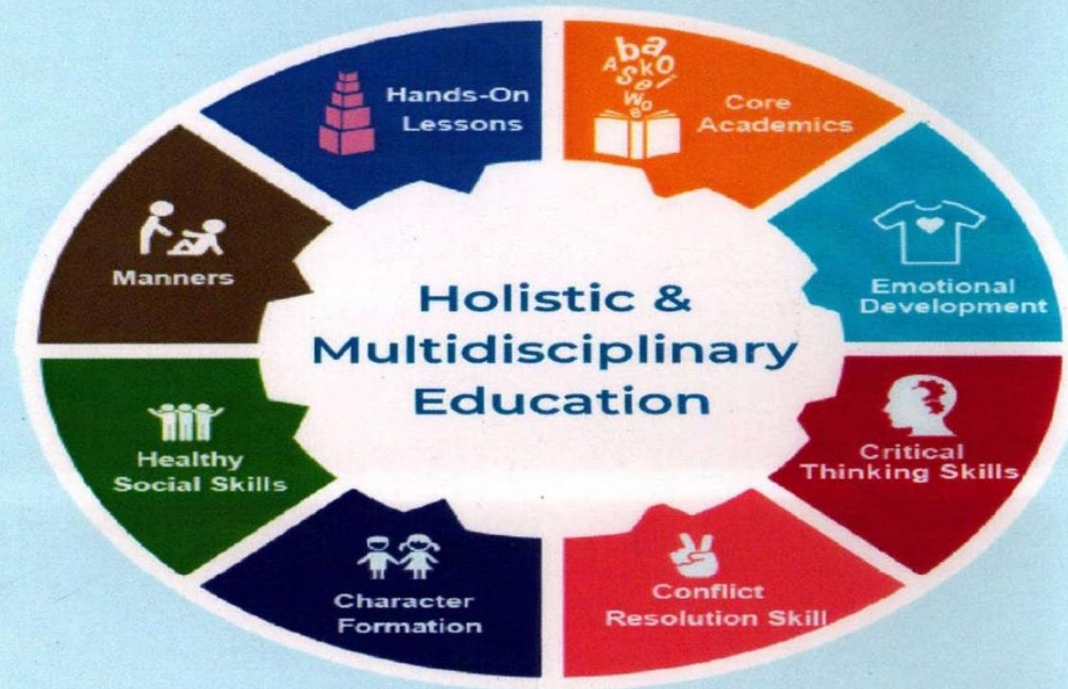 Hands-On
Lessons
Core
Academics
Emotional
Development
Critical
Thinking Skills
Conflict
Resolution Skill
Character
Formation
Healthy
Social Skills
Manners
Holistic &
Multidisciplinary
Education